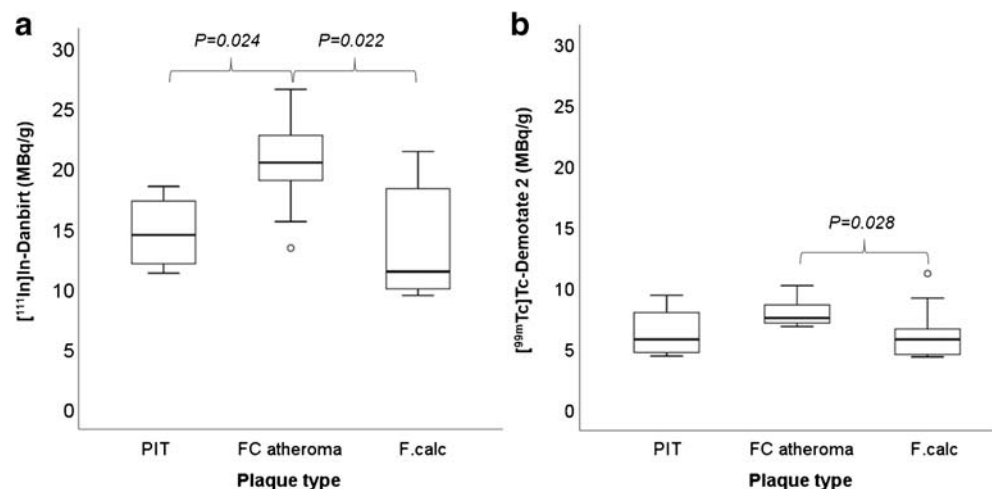 a
P=0.024
P=0.022
[¹¹¹In]In-Danbirt (MBq/g)
30
25
20
15
10
5
0
PIT
FC atheroma
F.calc
Plaque type
b
P=0.028
[⁹⁹ᵐTc]Tc-Demotate 2 (MBq/g)
30
25
20
15
10
5
0
PIT
FC atheroma
F.calc
Plaque type